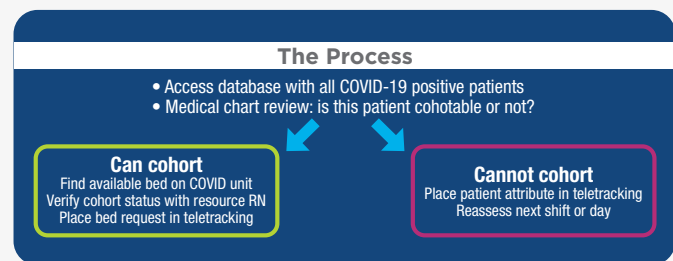 The Process
• Access database with all COVID-19 positive patients
• Medical chart review: is this patient cohotable or not?
Can cohort
Find available bed on COVID unit
Verify cohort status with resource RN
Place bed request in teletracking
Cannot cohort
Place patient attribute in teletracking
Reassess next shift or day